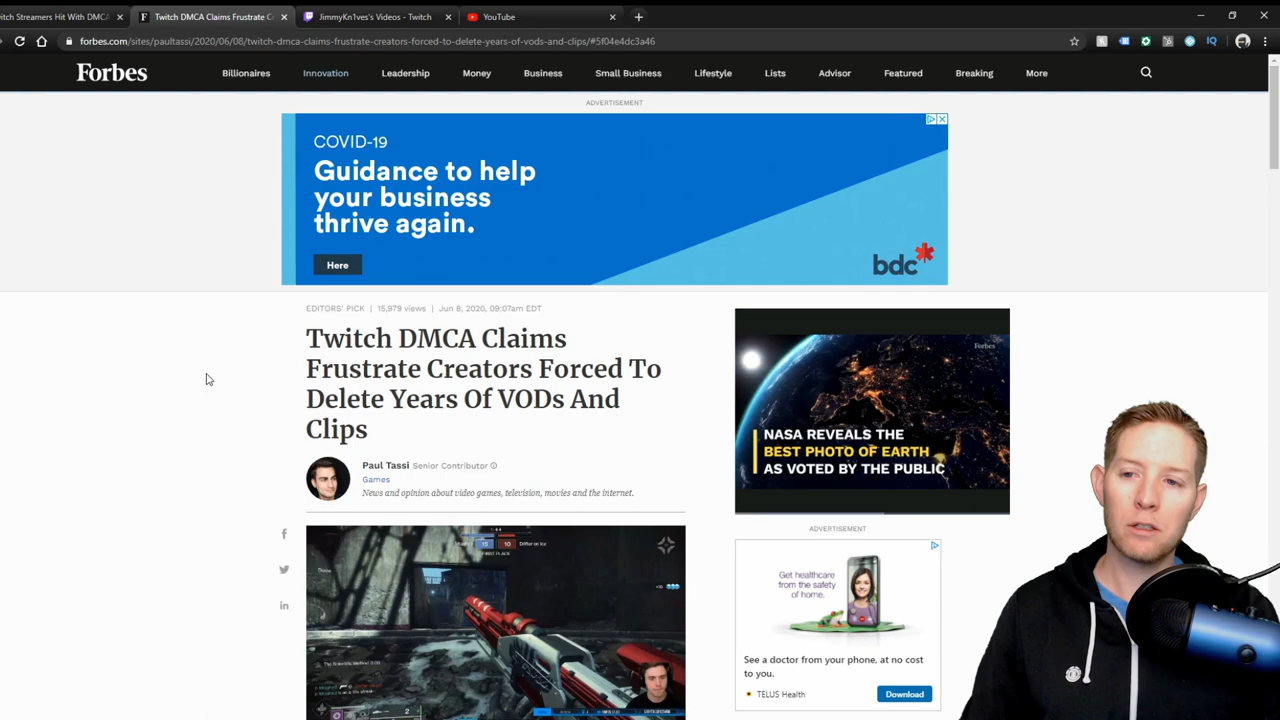 itch Streamers Hit With DMCA
Twitch DMCA Claims Frustrate C
JimmyKn1ves's Videos - Twitch
YouTube
forbes.com/sites/paultassi/2020/06/08/twitch-dmca-claims-frustrate-creators-forced-to-delete-years-of-vods-and-clips/#5f04e4dc3a46
Forbes
Billionaires
Innovation
Leadership
Money
Business
Small Business
Lifestyle
Lists
Advisor
Featured
Breaking
More
ADVERTISEMENT
COVID-19
Guidance to help
your business
thrive again.
Here
bdc
EDITORS' PICK | 15,979 views | Jun 8, 2020, 09:07am EDT
Twitch DMCA Claims
Frustrate Creators Forced To
Delete Years Of VODs And
Clips
Paul Tassi Senior Contributor
Games
News and opinion about video games, television, movies and the internet.
Forbes
NASA REVEALS THE
BEST PHOTO OF EARTH
AS VOTED BY THE PUBLIC
ADVERTISEMENT
Get healthcare
from the safety
of home.
See a doctor from your phone, at no cost
to you.
TELUS Health
Download
15
10
2